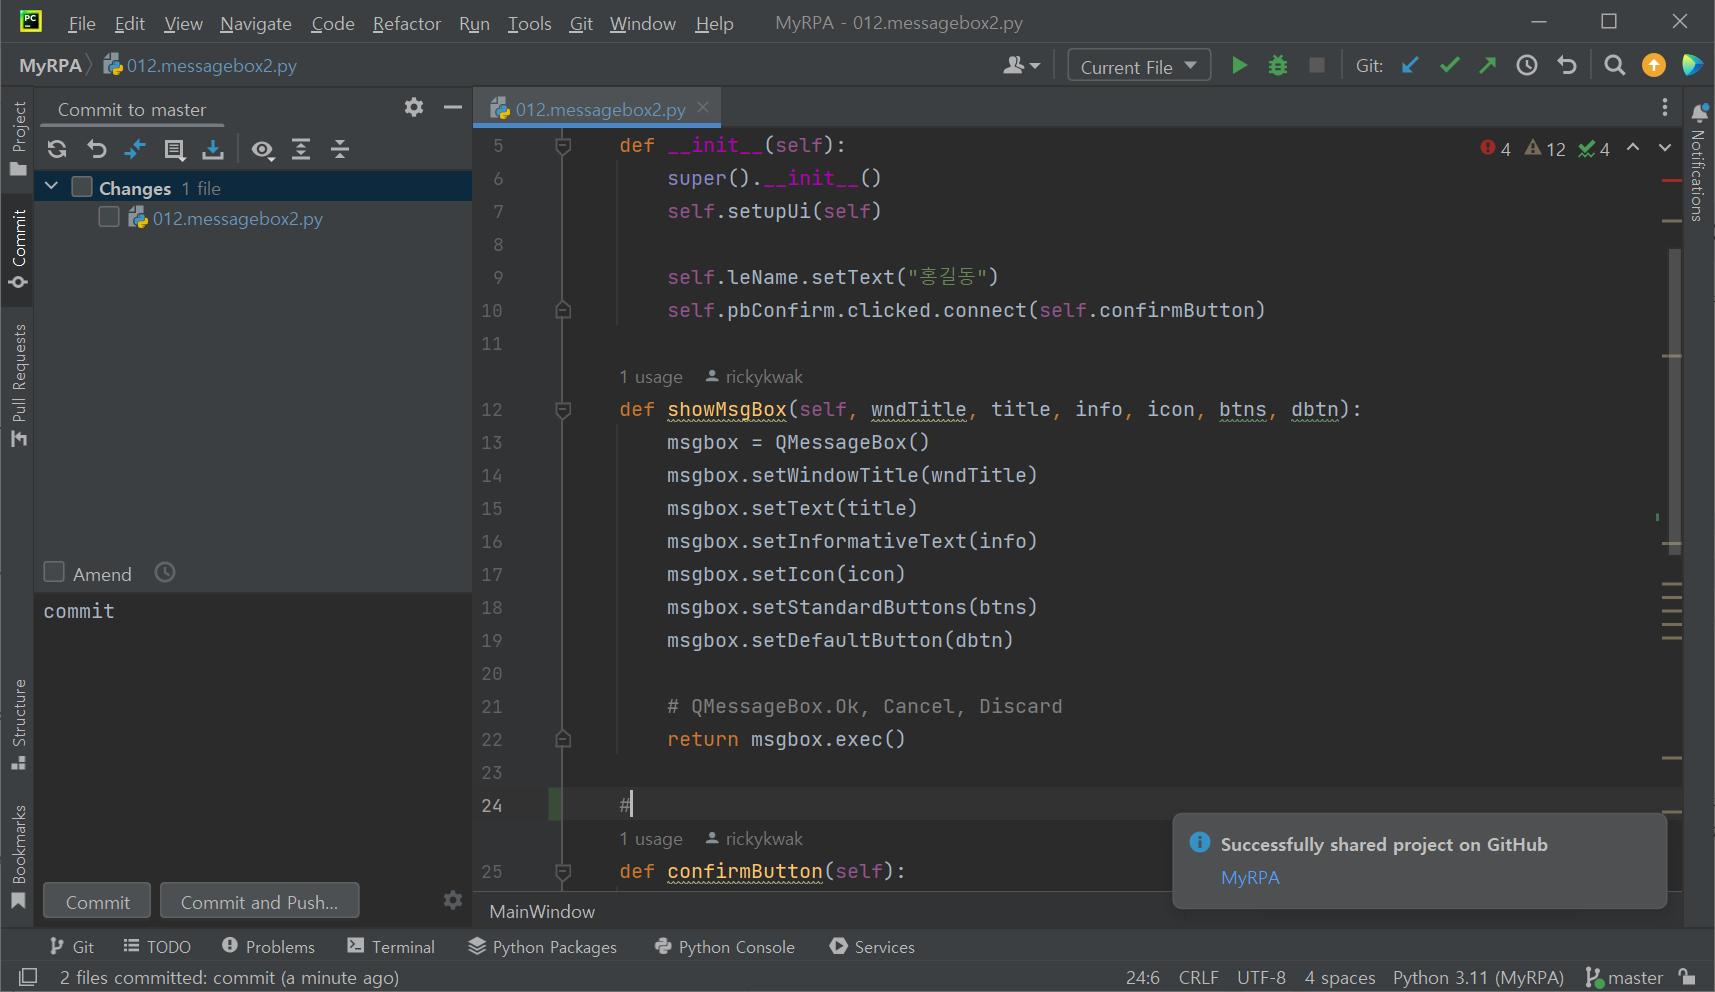 PC
File Edit View Navigate Code Refactor Run Tools Git Window Help MyRPA - 012.messagebox2.py
MyRPA 012.messagebox2.py Current File Git:
Project
Commit
Pull Requests
Structure
Bookmarks
Commit to master
Changes 1 file
012.messagebox2.py
Amend
commit
Commit Commit and Push...
012.messagebox2.py
4 12 4
5 def __init__(self):
6 super().__init__()
7 self.setupUi(self)
8
9 self.leName.setText("홍길동")
10 self.pbConfirm.clicked.connect(self.confirmButton)
11
1 usage rickykwak
12 def showMsgBox(self, wndTitle, title, info, icon, btns, dbtn):
13 msgbox = QMessageBox()
14 msgbox.setWindowTitle(wndTitle)
15 msgbox.setText(title)
16 msgbox.setInformativeText(info)
17 msgbox.setIcon(icon)
18 msgbox.setStandardButtons(btns)
19 msgbox.setDefaultButton(dbtn)
20
21 # QMessageBox.Ok, Cancel, Discard
22 return msgbox.exec()
23
24 #
1 usage rickykwak
25 def confirmButton(self):
MainWindow
Notifications
Successfully shared project on GitHub
MyRPA
Git TODO Problems Terminal Python Packages Python Console Services
2 files committed: commit (a minute ago) 24:6 CRLF UTF-8 4 spaces Python 3.11 (MyRPA) master